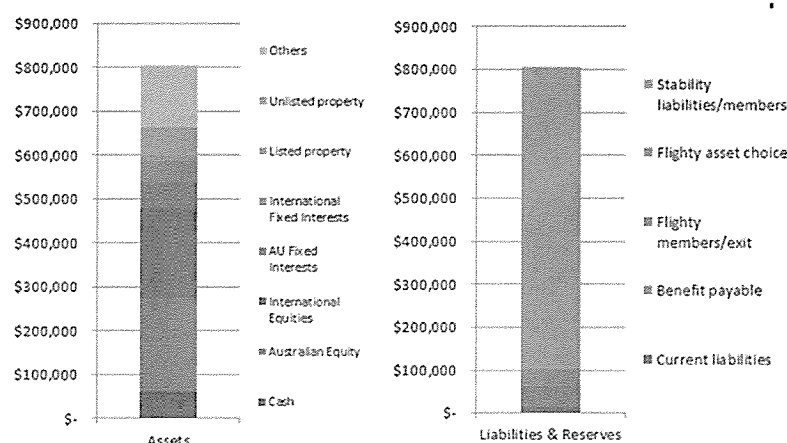 $900,000
$800,000
$700,000
$600,000
$500,000
$400,000
$300,000
$200,000
$100,000
$-
Assets
Others
Unlisted property
Listed property
International
Fixed Interests
AU Fixed
Interests
International
Equities
Australian Equity
Cash
$900,000
$800,000
$700,000
$600,000
$500,000
$400,000
$300,000
$200,000
$100,000
$-
Liabilities & Reserves
Stability
liabilities/members
Flighty asset choice
Flighty
members/exit
Benefit payable
Current liabilities